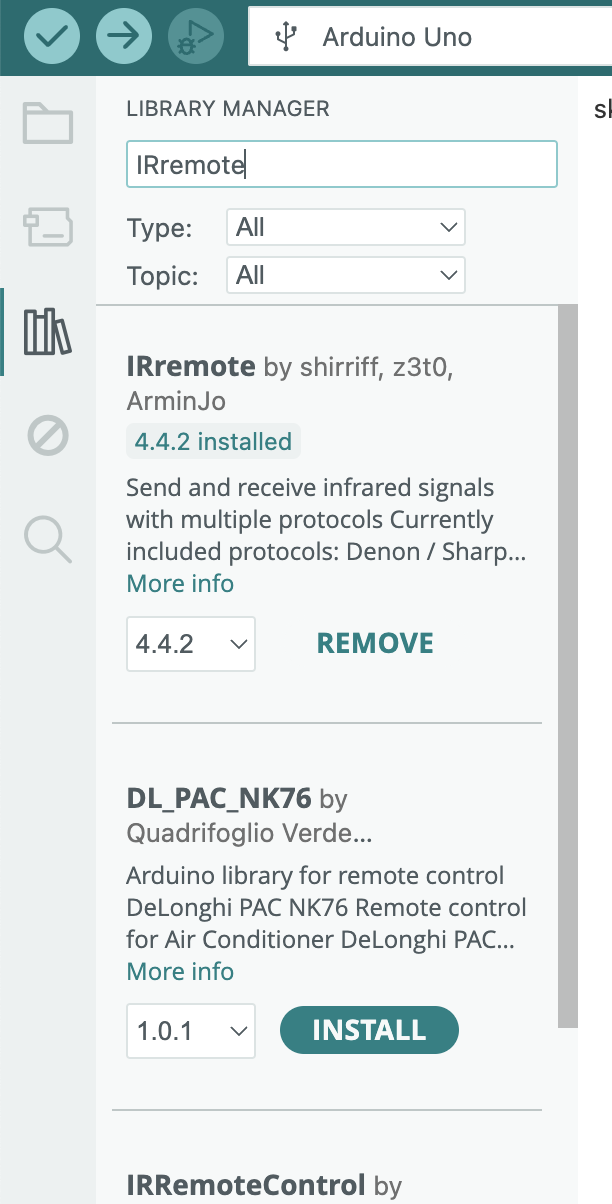 Arduino Uno
LIBRARY MANAGER
IRremote
Type: All
Topic: All
IRremote by shirriff, z3t0,
ArminJo
4.4.2 installed
Send and receive infrared signals
with multiple protocols Currently
included protocols: Denon / Sharp...
More info
4.4.2 REMOVE
DL_PAC_NK76 by
Quadrifoglio Verde...
Arduino library for remote control
DeLonghi PAC NK76 Remote control
for Air Conditioner DeLonghi PAC...
More info
1.0.1 INSTALL
IRRemoteControl by